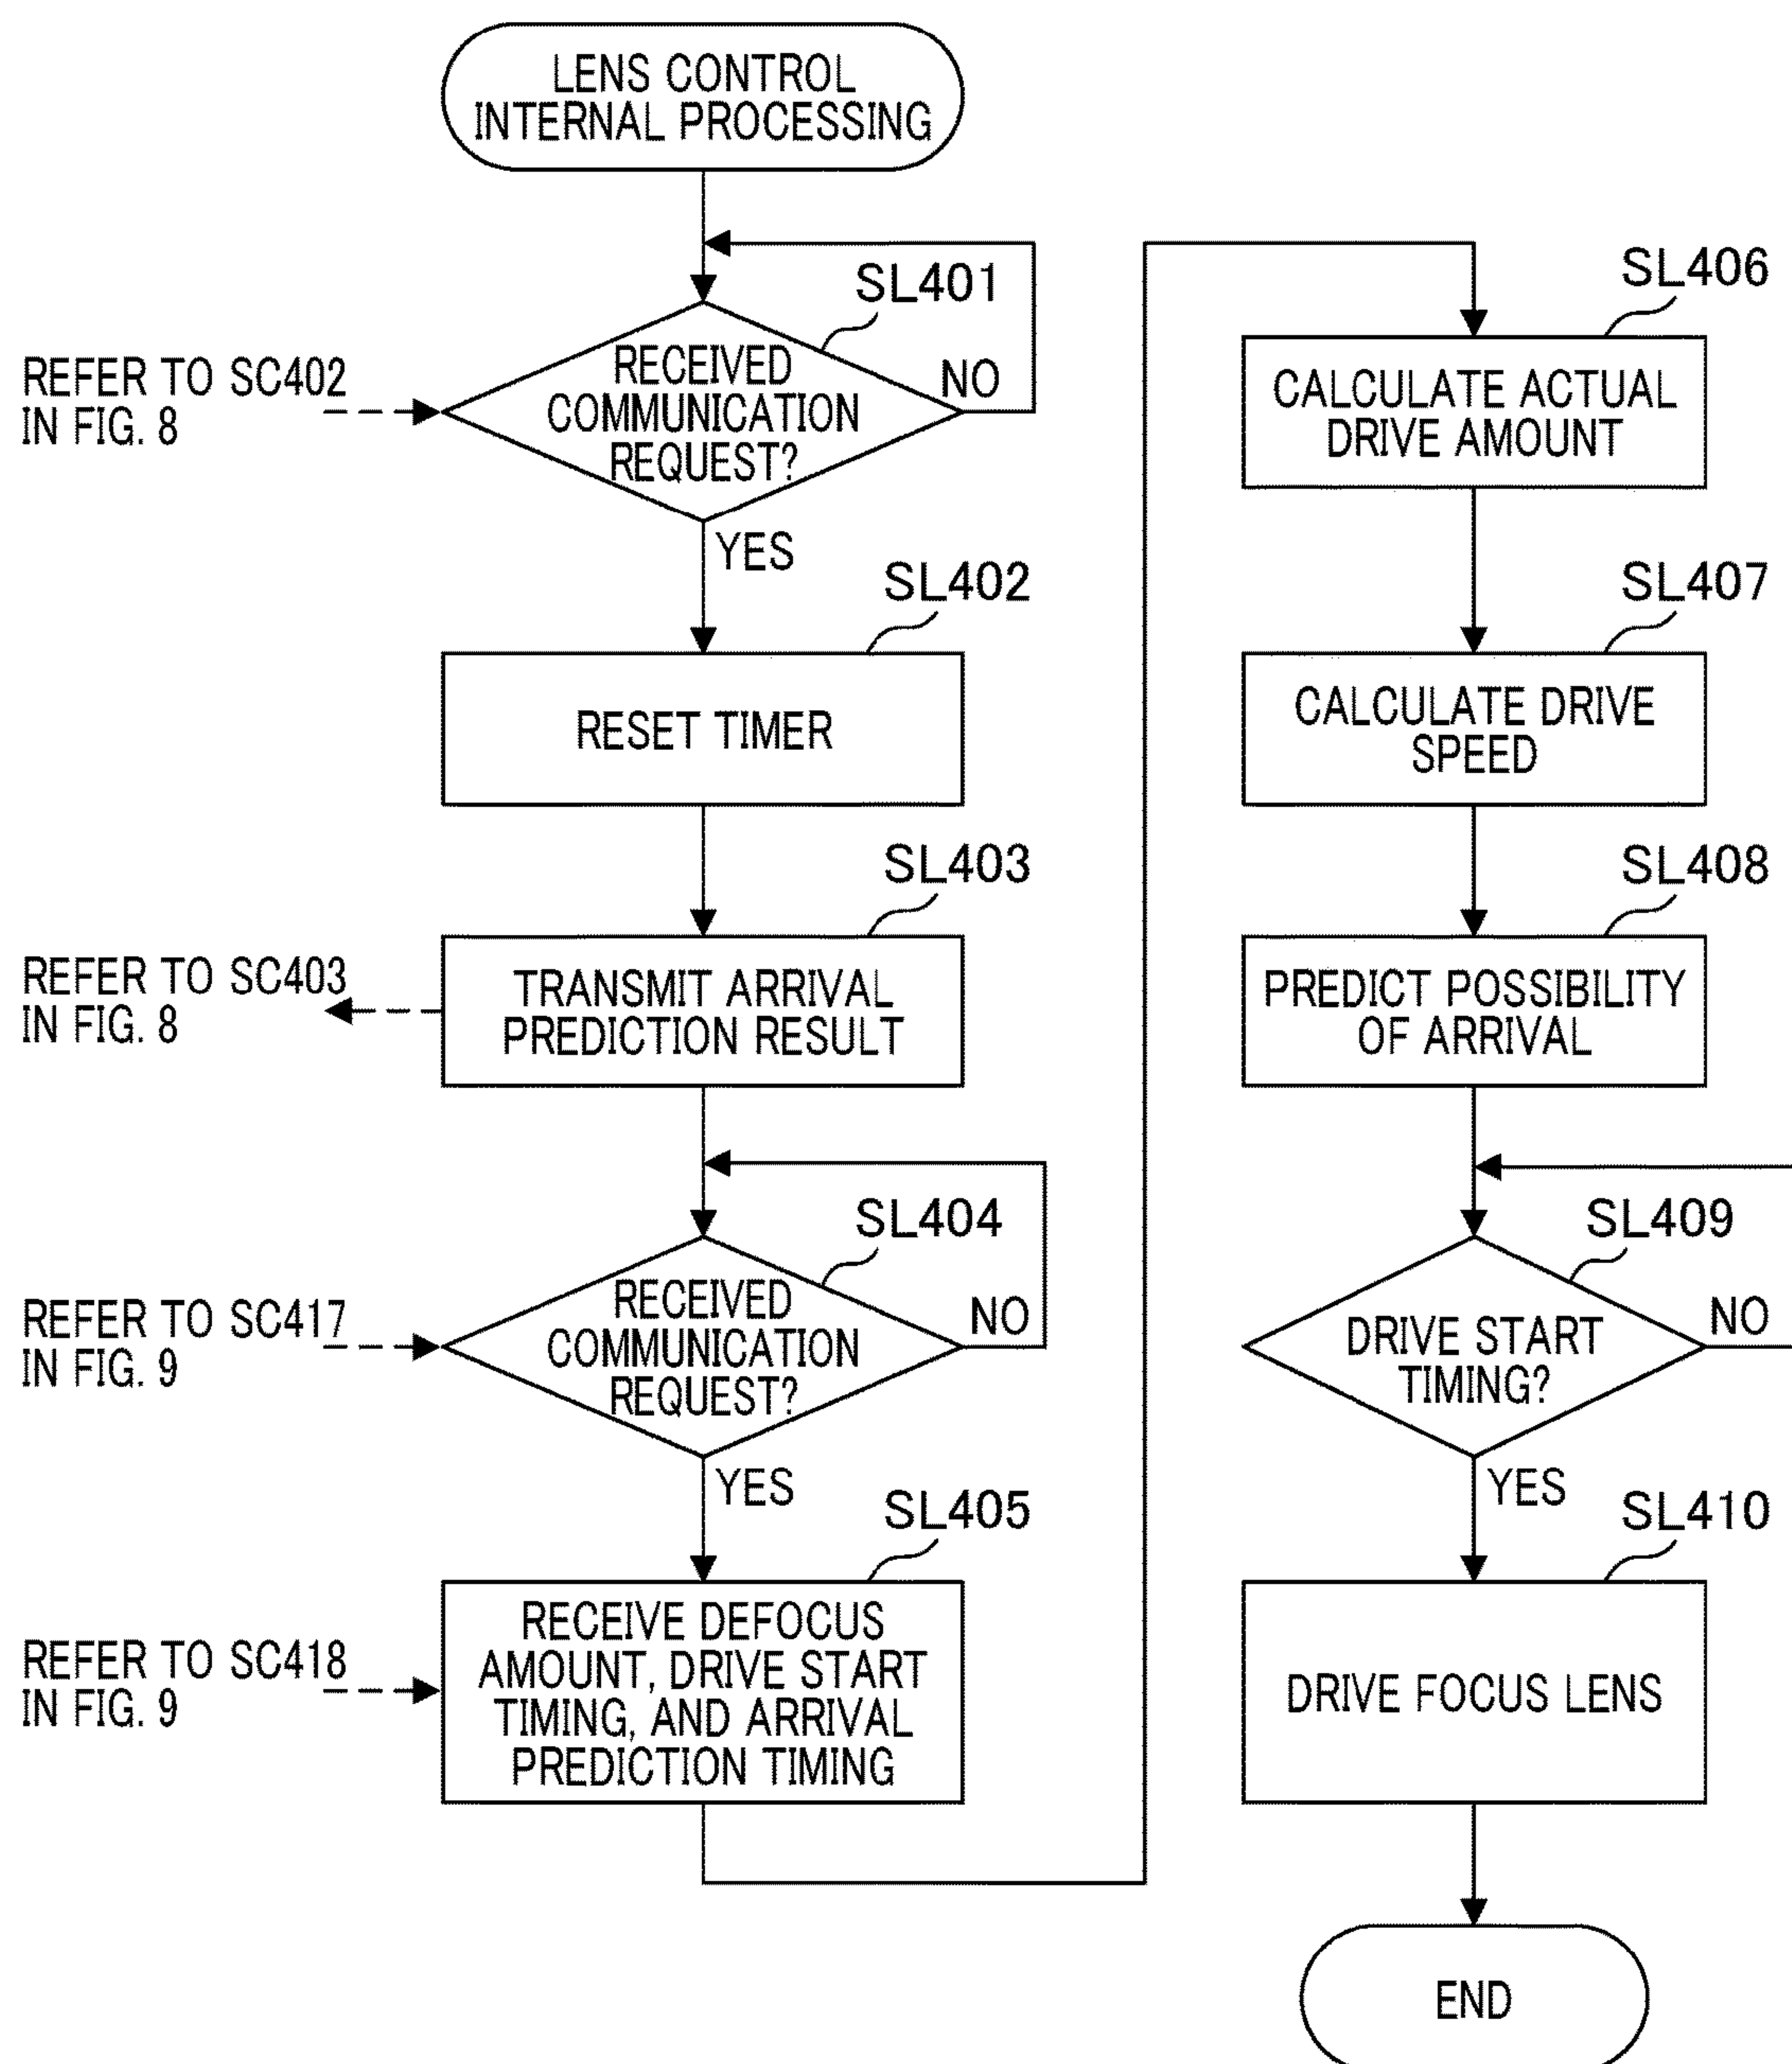 LENS CONTROL
INTERNAL PROCESSING
SL401
REFER TO SC402
IN FIG. 8
RECEIVED
COMMUNICATION
REQUEST?
NO
YES
SL402
RESET TIMER
SL403
REFER TO SC403
IN FIG. 8
TRANSMIT ARRIVAL
PREDICTION RESULT
SL404
REFER TO SC417
IN FIG. 9
RECEIVED
COMMUNICATION
REQUEST?
NO
YES
SL405
REFER TO SC418
IN FIG. 9
RECEIVE DEFOCUS
AMOUNT, DRIVE START
TIMING, AND ARRIVAL
PREDICTION TIMING
SL406
CALCULATE ACTUAL
DRIVE AMOUNT
SL407
CALCULATE DRIVE
SPEED
SL408
PREDICT POSSIBILITY
OF ARRIVAL
SL409
DRIVE START
TIMING?
NO
YES
SL410
DRIVE FOCUS LENS
END